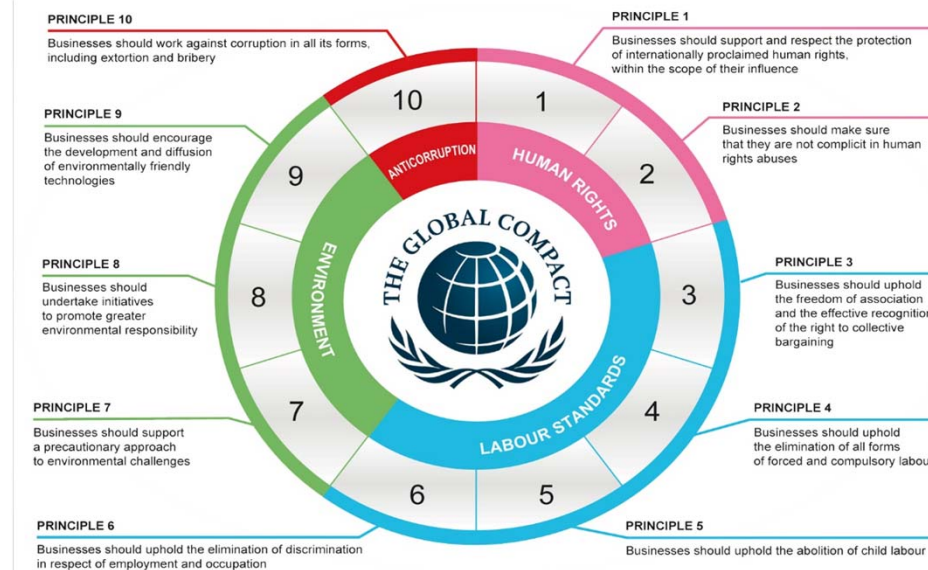 PRINCIPLE 10
Businesses should work against corruption in all its forms,
including extortion and bribery
PRINCIPLE 1
Businesses should support and respect the protection
of internationally proclaimed human rights,
within the scope of their influence
PRINCIPLE 9
Businesses should encourage
the development and diffusion
of environmentally friendly
technologies
PRINCIPLE 2
Businesses should make sure
that they are not complicit in human
rights abuses
PRINCIPLE 8
Businesses should
undertake initiatives
to promote greater
environmental responsibility
PRINCIPLE 3
Businesses should uphold
the freedom of association
and the effective recognition
of the right to collective
bargaining
PRINCIPLE 7
Businesses should support
a precautionary approach
to environmental challenges
PRINCIPLE 4
Businesses should uphold
the elimination of all forms
of forced and compulsory labou
PRINCIPLE 6
Businesses should uphold the elimination of discrimination
in respect of employment and occupation
PRINCIPLE 5
Businesses should uphold the abolition of child labour
10
1
9
2
8
3
7
4
6
5
ANTICORRUPTION
HUMAN RIGHTS
ENVIRONMENT
LABOUR STANDARDS
THE GLOBAL COMPACT